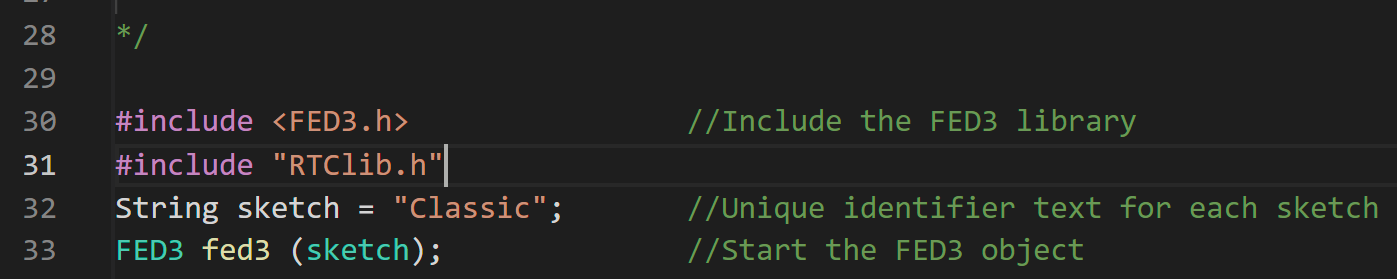 28 */
29
30 #include <FED3.h> //Include the FED3 library
31 #include "RTClib.h"
32 String sketch = "Classic"; //Unique identifier text for each sketch
33 FED3 fed3 (sketch); //Start the FED3 object